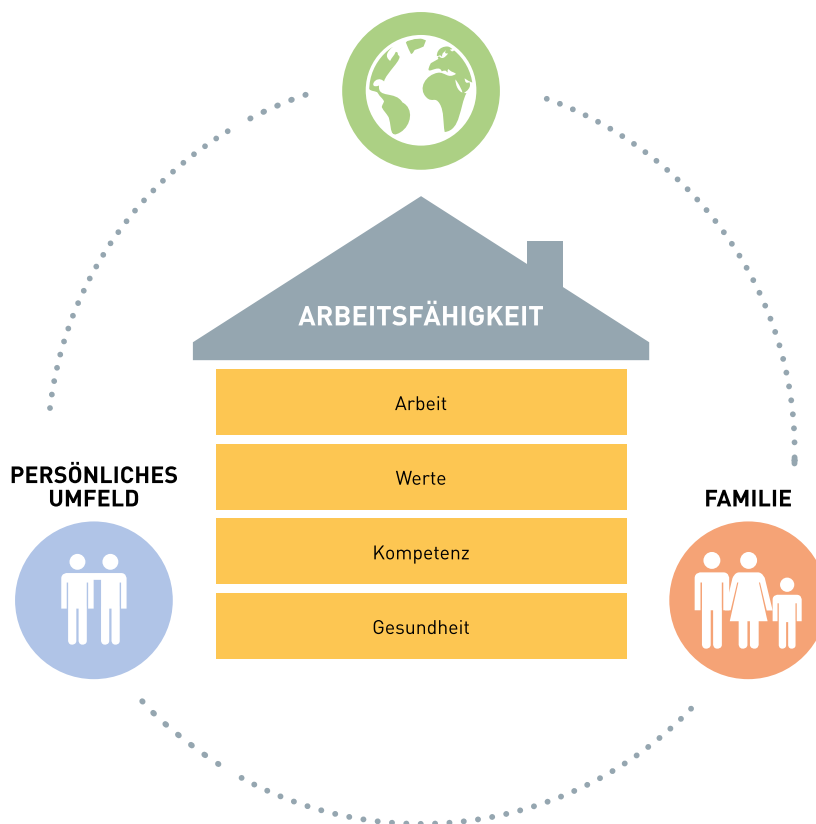 ARBEITSFÄHIGKEIT
Arbeit
Werte
Kompetenz
Gesundheit
PERSÖNLICHES
UMFELD
FAMILIE